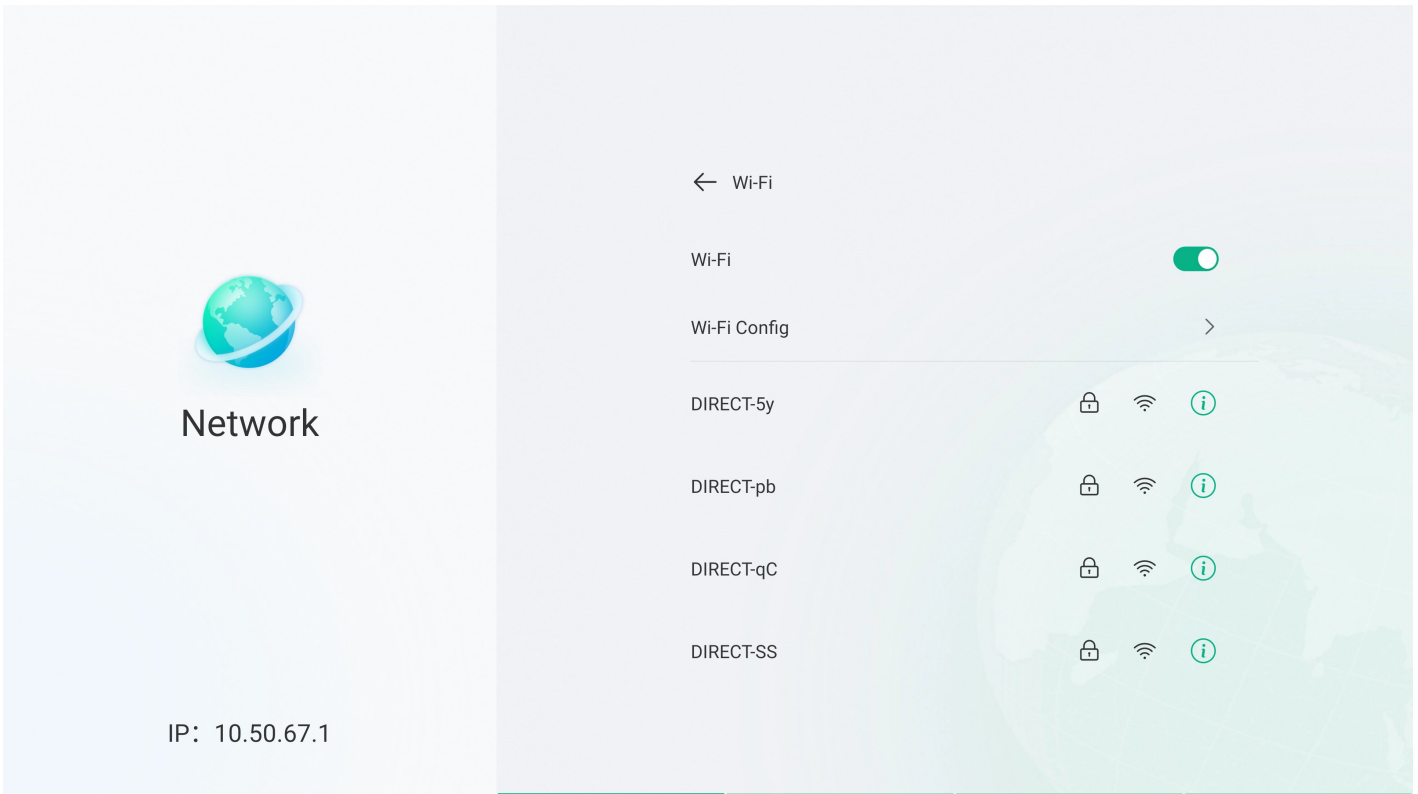 Network
IP: 10.50.67.1
Wi-Fi
Wi-Fi
Wi-Fi Config
DIRECT-5y
DIRECT-pb
DIRECT-qC
DIRECT-SS